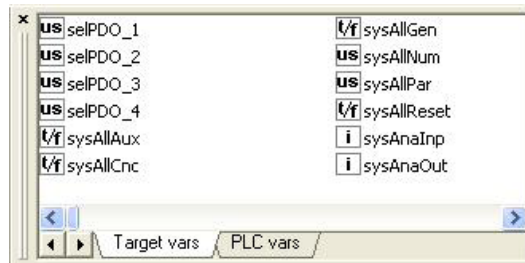 us selPDO_1
us selPDO_2
us selPDO_3
us selPDO_4
t/f sysAllAux
t/f sysAllCnc
t/f sysAllGen
us sysAllNum
us sysAllPar
t/f sysAllReset
i sysAnaInp
i sysAnaOut
Target vars PLC vars